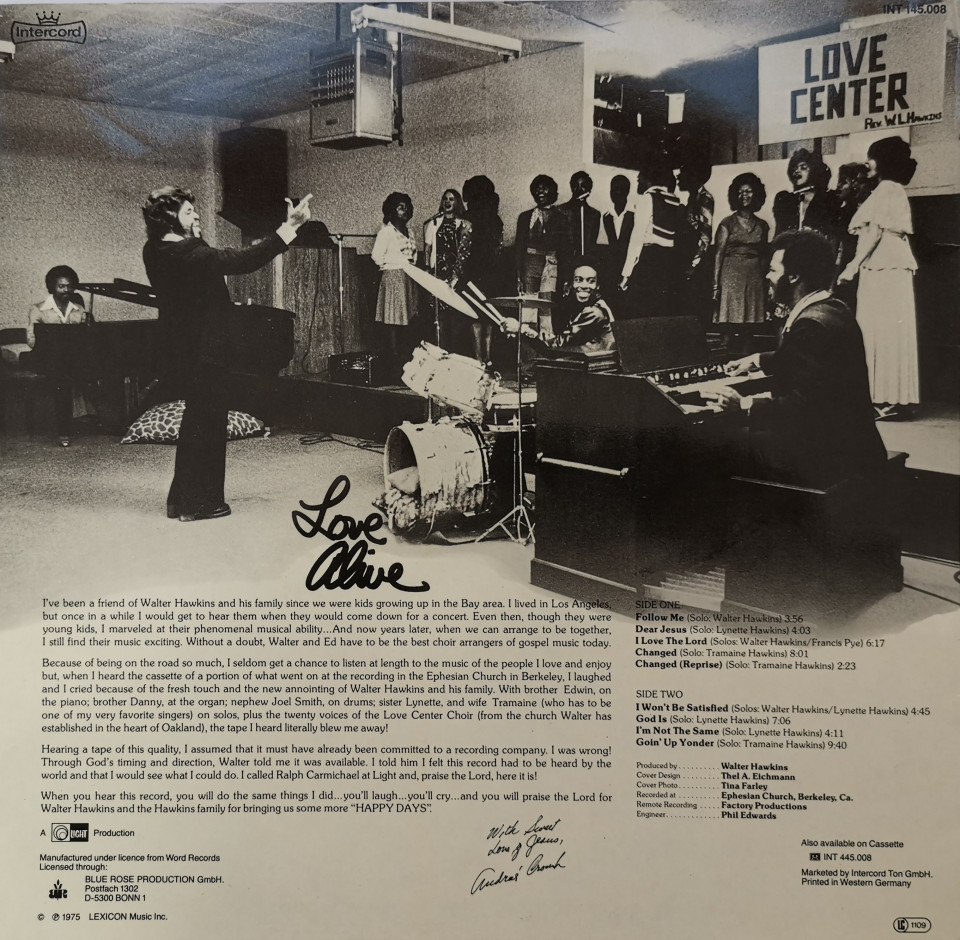 Intercord
INT 145.008
LOVE
CENTER
REV. W.L. HAWKINS
Love
Alive
I've been a friend of Walter Hawkins and his family since we were kids growing up in the Bay area. I lived in Los Angeles,
but once in a while I would get to hear them when they would come down for a concert. Even then, though they were
young kids, I marveled at their phenomenal musical ability...And now years later, when we can arrange to be together,
I still find their music exciting. Without a doubt, Walter and Ed have to be the best choir arrangers of gospel music today.
Because of being on the road so much, I seldom get a chance to listen at length to the music of the people I love and enjoy
but, when I heard the cassette of a portion of what went on at the recording in the Ephesian Church in Berkeley, I laughed
and I cried because of the fresh touch and the new annointing of Walter Hawkins and his family. With brother Edwin, on
the piano; brother Danny, at the organ; nephew Joel Smith, on drums; sister Lynette, and wife Tramaine (who has to be
one of my very favorite singers) on solos, plus the twenty voices of the Love Center Choir (from the church Walter has
established in the heart of Oakland), the tape I heard literally blew me away!
Hearing a tape of this quality, I assumed that it must have already been committed to a recording company. I was wrong!
Through God's timing and direction, Walter told me it was available. I told him I felt this record had to be heard by the
world and that I would see what I could do. I called Ralph Carmichael at Light and, praise the Lord, here it is!
When you hear this record, you will do the same things I did...you'll laugh...you'll cry...and you will praise the Lord for
Walter Hawkins and the Hawkins family for bringing us some more "HAPPY DAYS".
With Sweet
Love of Jesus,
Andraé Crouch
A LIGHT Production
Manufactured under licence from Word Records
Licensed through:
BLUE ROSE PRODUCTION GmbH.
Postfach 1302
D-5300 BONN 1
© ℗ 1975 LEXICON Music Inc.
SIDE ONE
Follow Me (Solo: Walter Hawkins) 3:56
Dear Jesus (Solo: Lynette Hawkins) 4:03
I Love The Lord (Solos: Walter Hawkins/Francis Pye) 6:17
Changed (Solo: Tramaine Hawkins) 8:01
Changed (Reprise) (Solo: Tramaine Hawkins) 2:23
SIDE TWO
I Won't Be Satisfied (Solos: Walter Hawkins/Lynette Hawkins) 4:45
God Is (Solo: Lynette Hawkins) 7:06
I'm Not The Same (Solo: Lynette Hawkins) 4:11
Goin' Up Yonder (Solo: Tramaine Hawkins) 9:40
Produced by .......... Walter Hawkins
Cover Design ......... Thel A. Eichmann
Cover Photo .......... Tina Farley
Recorded at .......... Ephesian Church, Berkeley, Ca.
Remote Recording ..... Factory Productions
Engineer ............. Phil Edwards
Also available on Cassette
INT 445.008
Marketed by Intercord Ton GmbH.
Printed in Western Germany
LC 1109